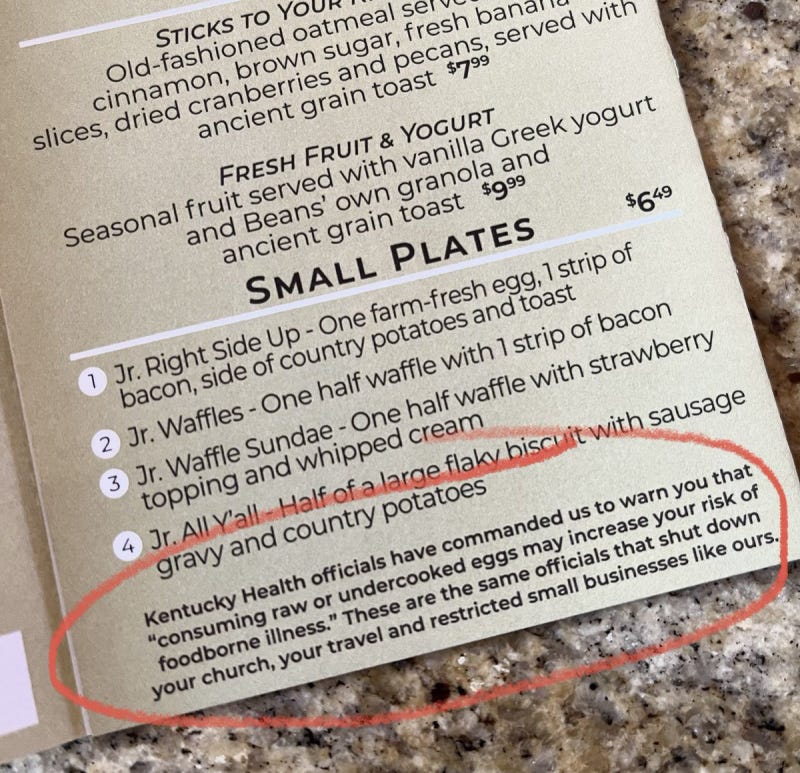 STICKS TO YOUR
Old-fashioned oatmeal
cinnamon, brown sugar, fresh banana
slices, dried cranberries and pecans, served with
ancient grain toast $7⁹⁹
FRESH FRUIT & YOGURT
Seasonal fruit served with vanilla Greek yogurt
and Beans' own granola and
ancient grain toast $9⁹⁹
SMALL PLATES $6⁴⁹
1 Jr. Right Side Up - One farm-fresh egg, 1 strip of
bacon, side of country potatoes and toast
2 Jr. Waffles - One half waffle with 1 strip of bacon
3 Jr. Waffle Sundae - One half waffle with strawberry
topping and whipped cream
4 Jr. All Y'all - Half of a large flaky biscuit with sausage
gravy and country potatoes
Kentucky Health officials have commanded us to warn you that
"consuming raw or undercooked eggs may increase your risk of
foodborne illness." These are the same officials that shut down
your church, your travel and restricted small businesses like ours.